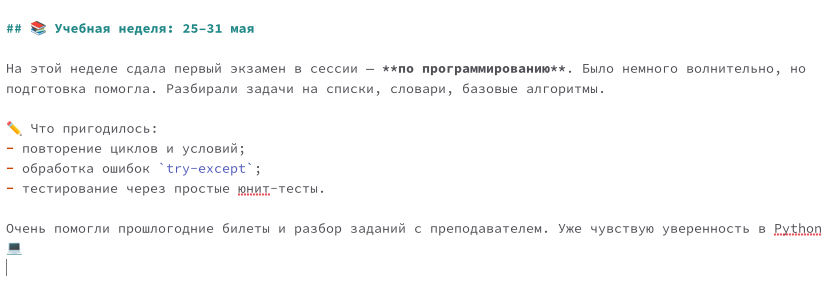 ## 📚 Учебная неделя: 25–31 мая
На этой неделе сдала первый экзамен в сессии — **по программированию**. Было немного волнительно, но
подготовка помогла. Разбирали задачи на списки, словари, базовые алгоритмы.
✏️ Что пригодилось:
- повторение циклов и условий;
- обработка ошибок `try-except`;
- тестирование через простые юнит-тесты.
Очень помогли прошлогодние билеты и разбор заданий с преподавателем. Уже чувствую уверенность в Python
💻